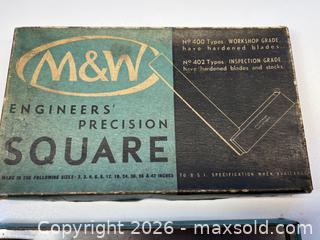 M&W
Nº 400 Types WORKSHOP GRADE
have hardened blades.
Nº 402 Types INSPECTION GRADE
have hardened blades and stocks
ENGINEERS'
PRECISION
SQUARE
MADE IN THE FOLLOWING SIZES: 2, 3, 4, 6, 9, 12, 18, 24, 30, 36 & 42 INCHES
TO B.S.I. SPECIFICATION WHEN AVAILABLE
Copyright © 2026 - maxsold.com